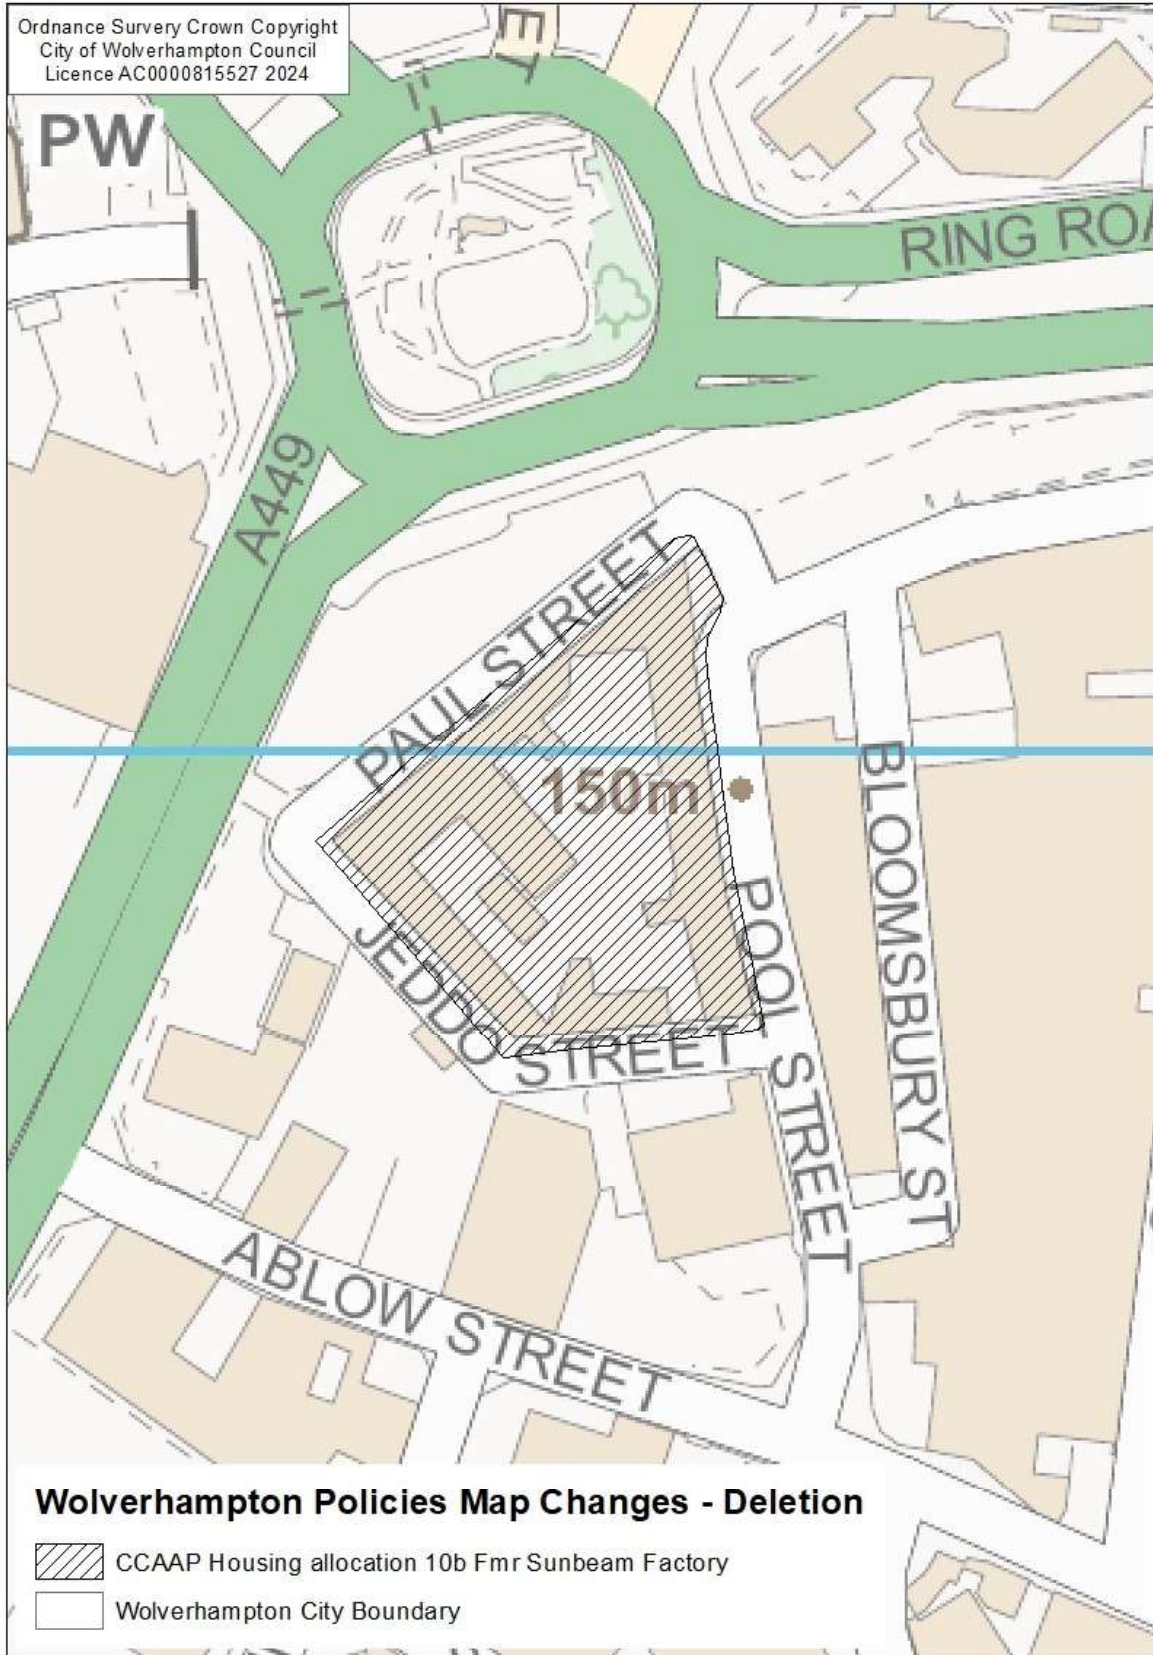 Ordnance Survery Crown Copyright
City of Wolverhampton Council
Licence AC0000815527 2024
ET
PW
RING ROA
A449
PAUL STREET
150m
BLOOMSBURY ST
POOL STREET
JEDDO STREET
ABLOW STREET
Wolverhampton Policies Map Changes - Deletion
CCAAP Housing allocation 10b Fmr Sunbeam Factory
Wolverhampton City Boundary